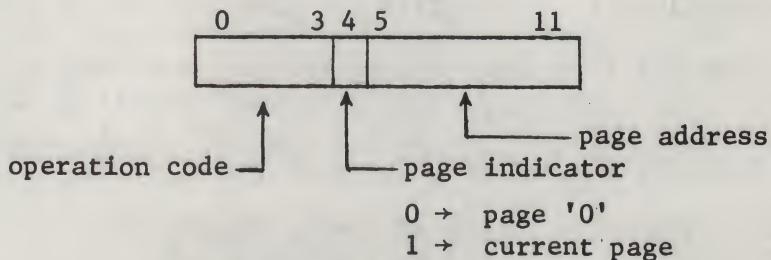 0 3 4 5 11
page address
operation code page indicator
0 → page '0'
1 → current page